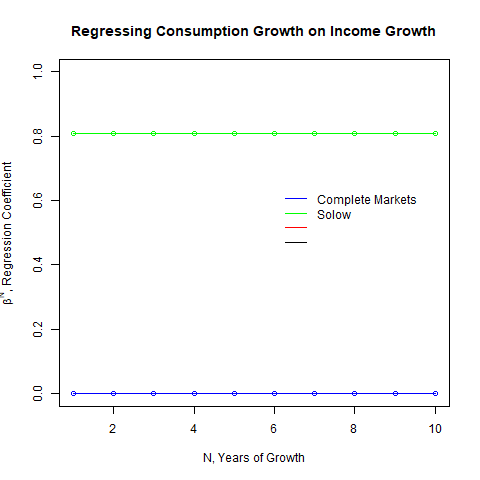 Regressing Consumption Growth on Income Growth
1.0
0.8
0.6
0.4
0.2
0.0
β^N, Regression Coefficient
Complete Markets
Solow
2 4 6 8 10
N, Years of Growth